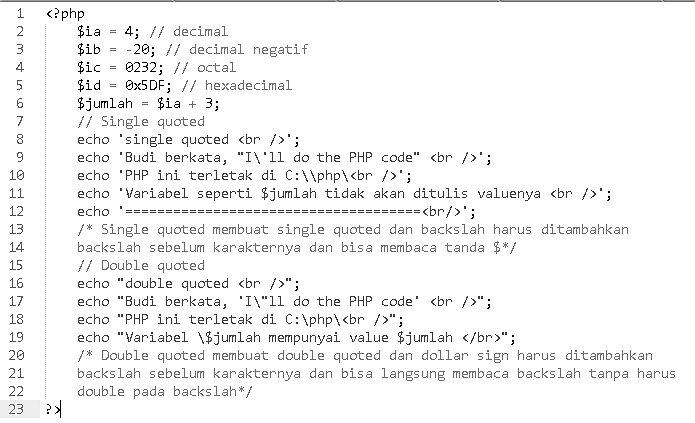 1 <?php
2 $ia = 4; // decimal
3 $ib = -20; // decimal negatif
4 $ic = 0232; // octal
5 $id = 0x5DF; // hexadecimal
6 $jumlah = $ia + 3;
7 // Single quoted
8 echo 'single quoted <br />';
9 echo 'Budi berkata, "I\'ll do the PHP code" <br />';
10 echo 'PHP ini terletak di C:\\php\<br />';
11 echo 'Variabel seperti $jumlah tidak akan ditulis valuenya <br />';
12 echo '=====================================<br/>';
13 /* Single quoted membuat single quoted dan backslah harus ditambahkan
14 backslah sebelum karakternya dan bisa membaca tanda $*/
15 // Double quoted
16 echo "double quoted <br />";
17 echo "Budi berkata, 'I\"ll do the PHP code' <br />";
18 echo "PHP ini terletak di C:\php\<br />";
19 echo "Variabel \$jumlah mempunyai value $jumlah </br>";
20 /* Double quoted membuat double quoted dan dollar sign harus ditambahkan
21 backslah sebelum karakternya dan bisa langsung membaca backslah tanpa harus
22 double pada backslah*/
23 ?>